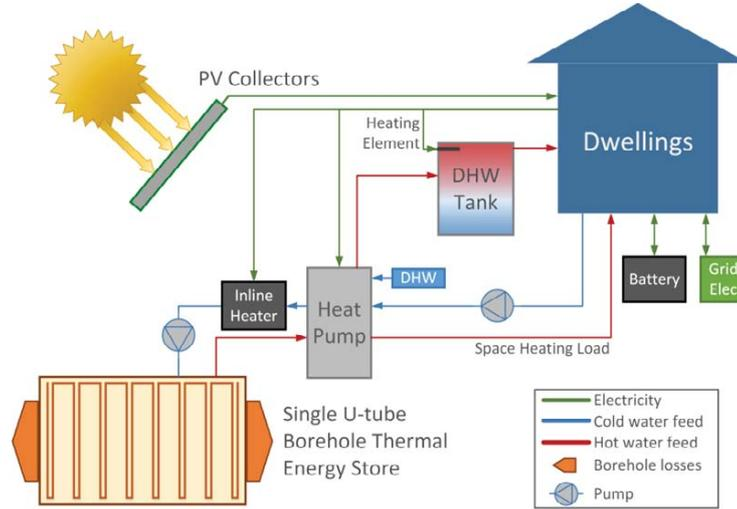 PV Collectors
Heating
Element
Dwellings
DHW
Tank
Inline
Heater
Heat
Pump
DHW
Battery
Grid
Elec
Space Heating Load
Single U-tube
Borehole Thermal
Energy Store
Electricity
Cold water feed
Hot water feed
Borehole losses
Pump